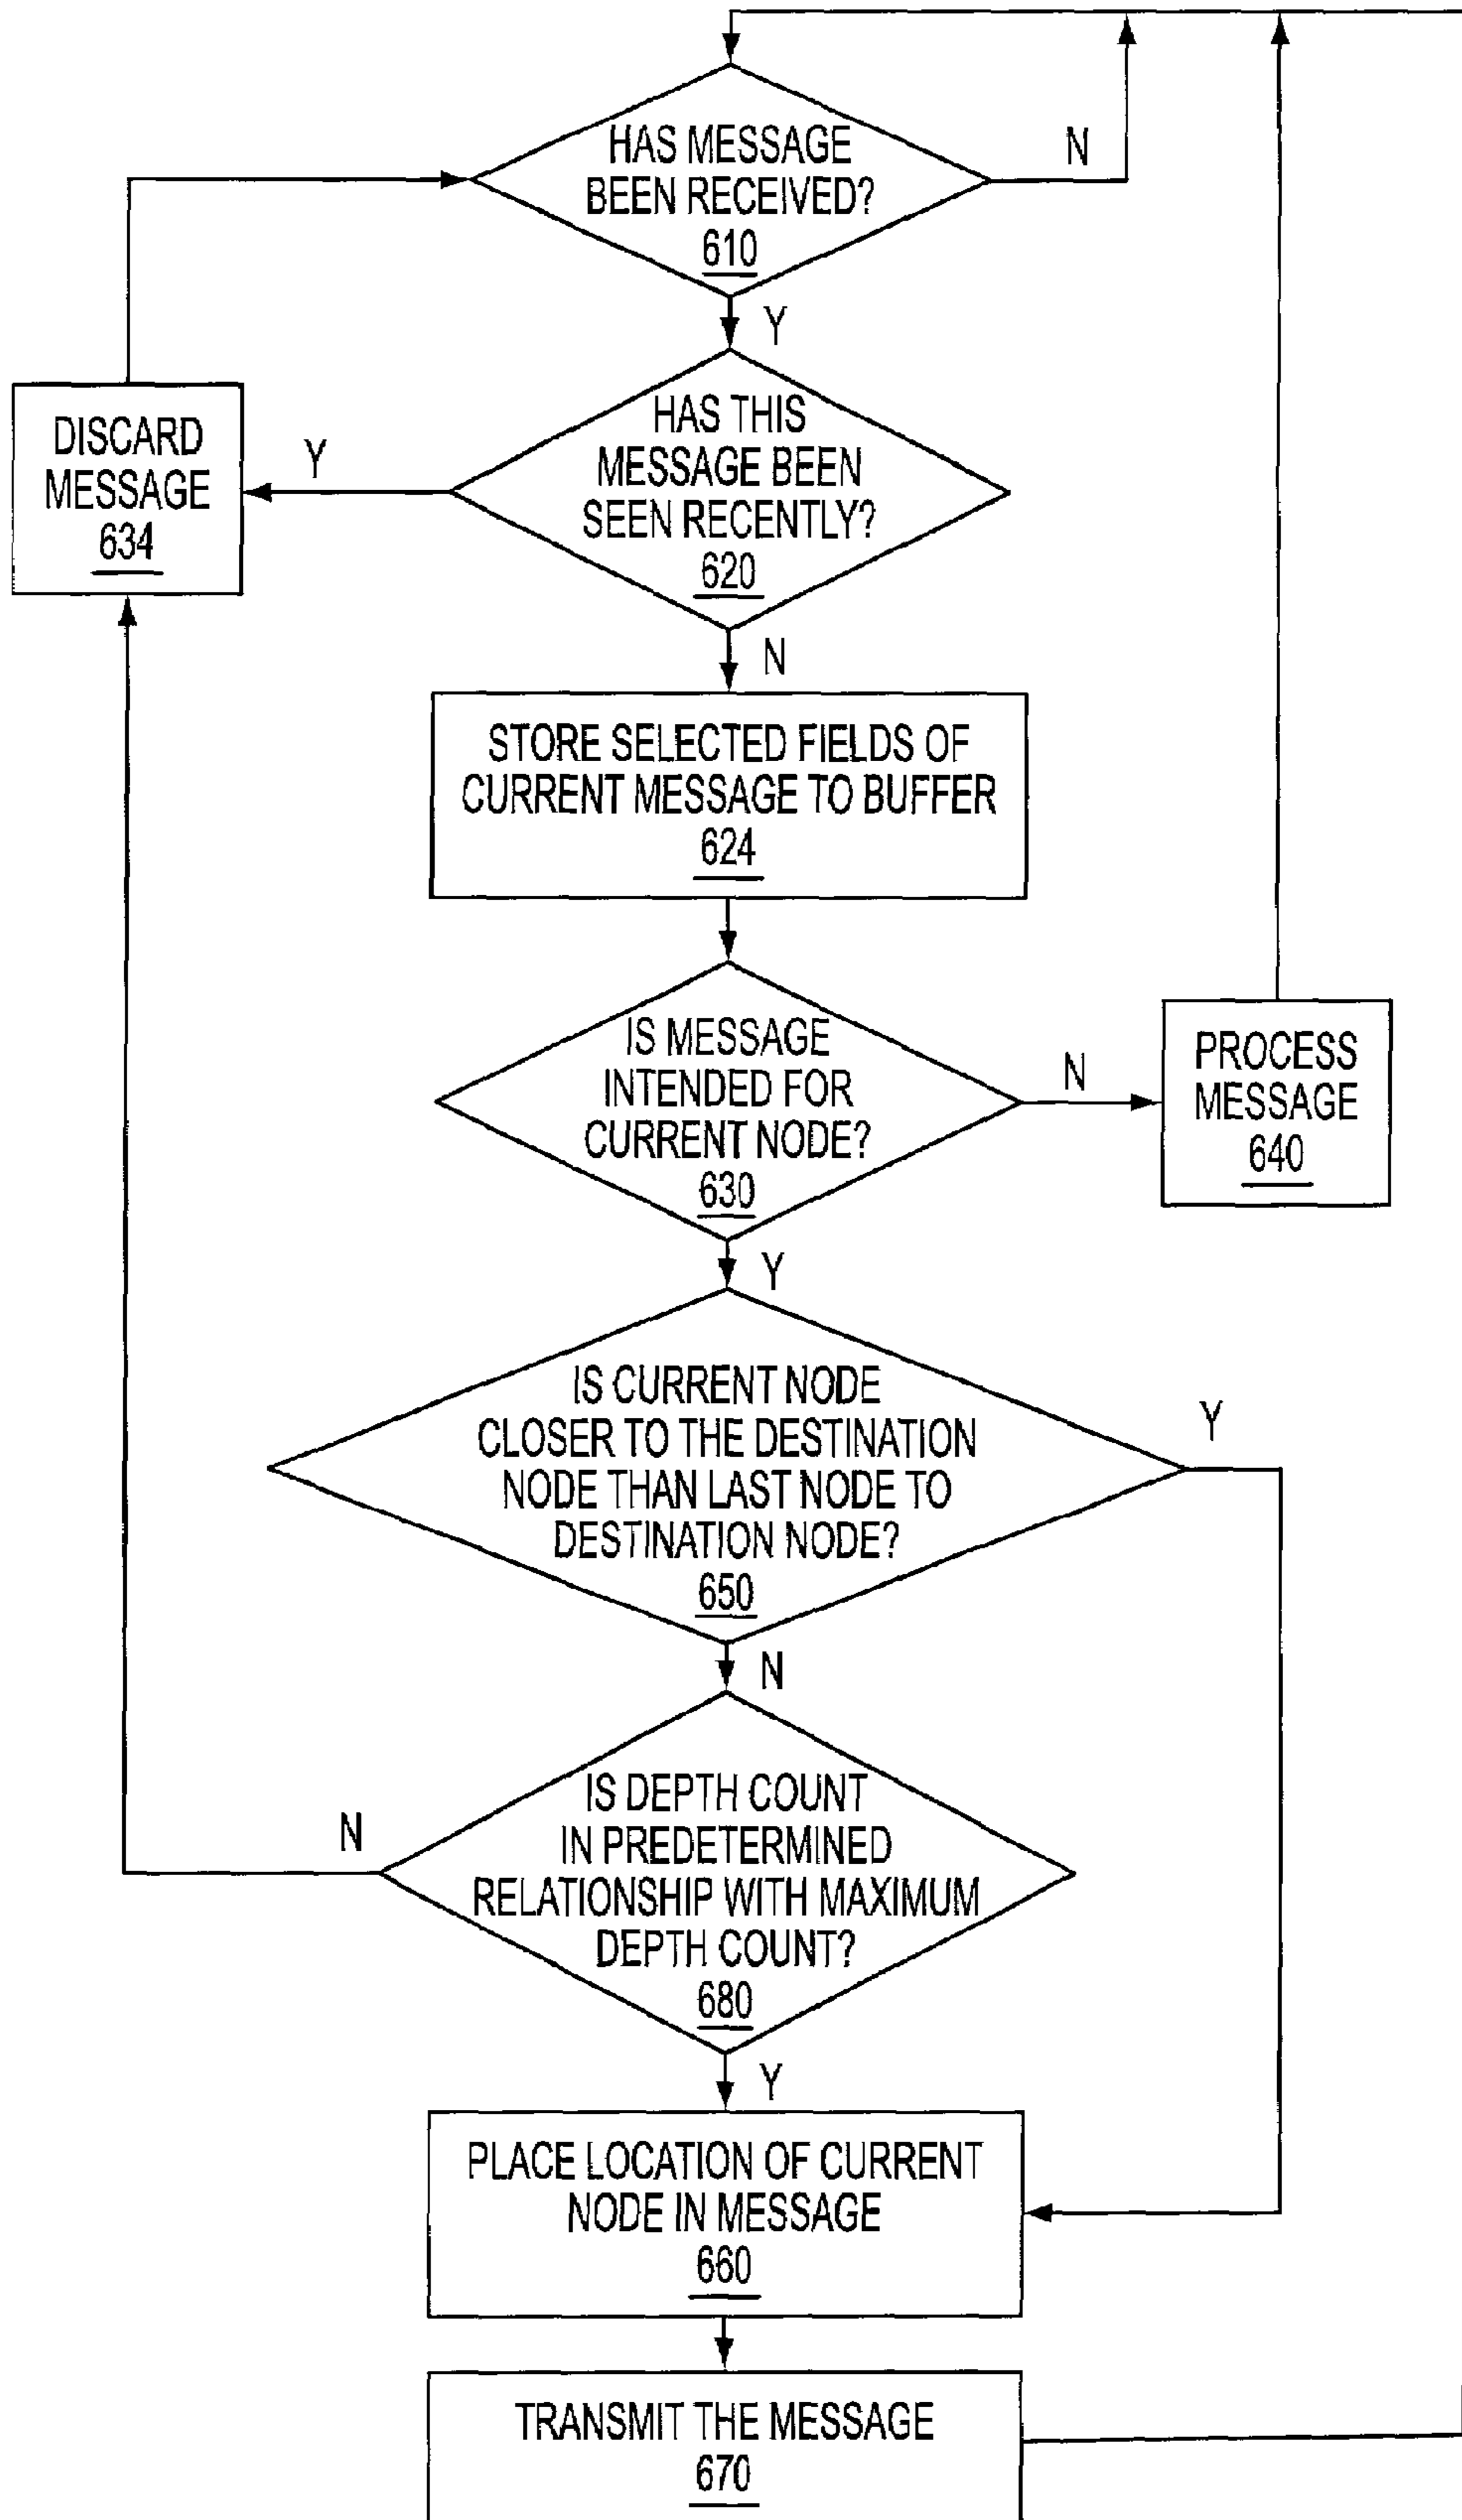 HAS MESSAGE
BEEN RECEIVED?
610
N
Y
DISCARD
MESSAGE
634
Y
HAS THIS
MESSAGE BEEN
SEEN RECENTLY?
620
N
STORE SELECTED FIELDS OF
CURRENT MESSAGE TO BUFFER
624
IS MESSAGE
INTENDED FOR
CURRENT NODE?
630
N
PROCESS
MESSAGE
640
Y
IS CURRENT NODE
CLOSER TO THE DESTINATION
NODE THAN LAST NODE TO
DESTINATION NODE?
650
Y
N
IS DEPTH COUNT
IN PREDETERMINED
RELATIONSHIP WITH MAXIMUM
DEPTH COUNT?
680
N
Y
PLACE LOCATION OF CURRENT
NODE IN MESSAGE
660
TRANSMIT THE MESSAGE
670